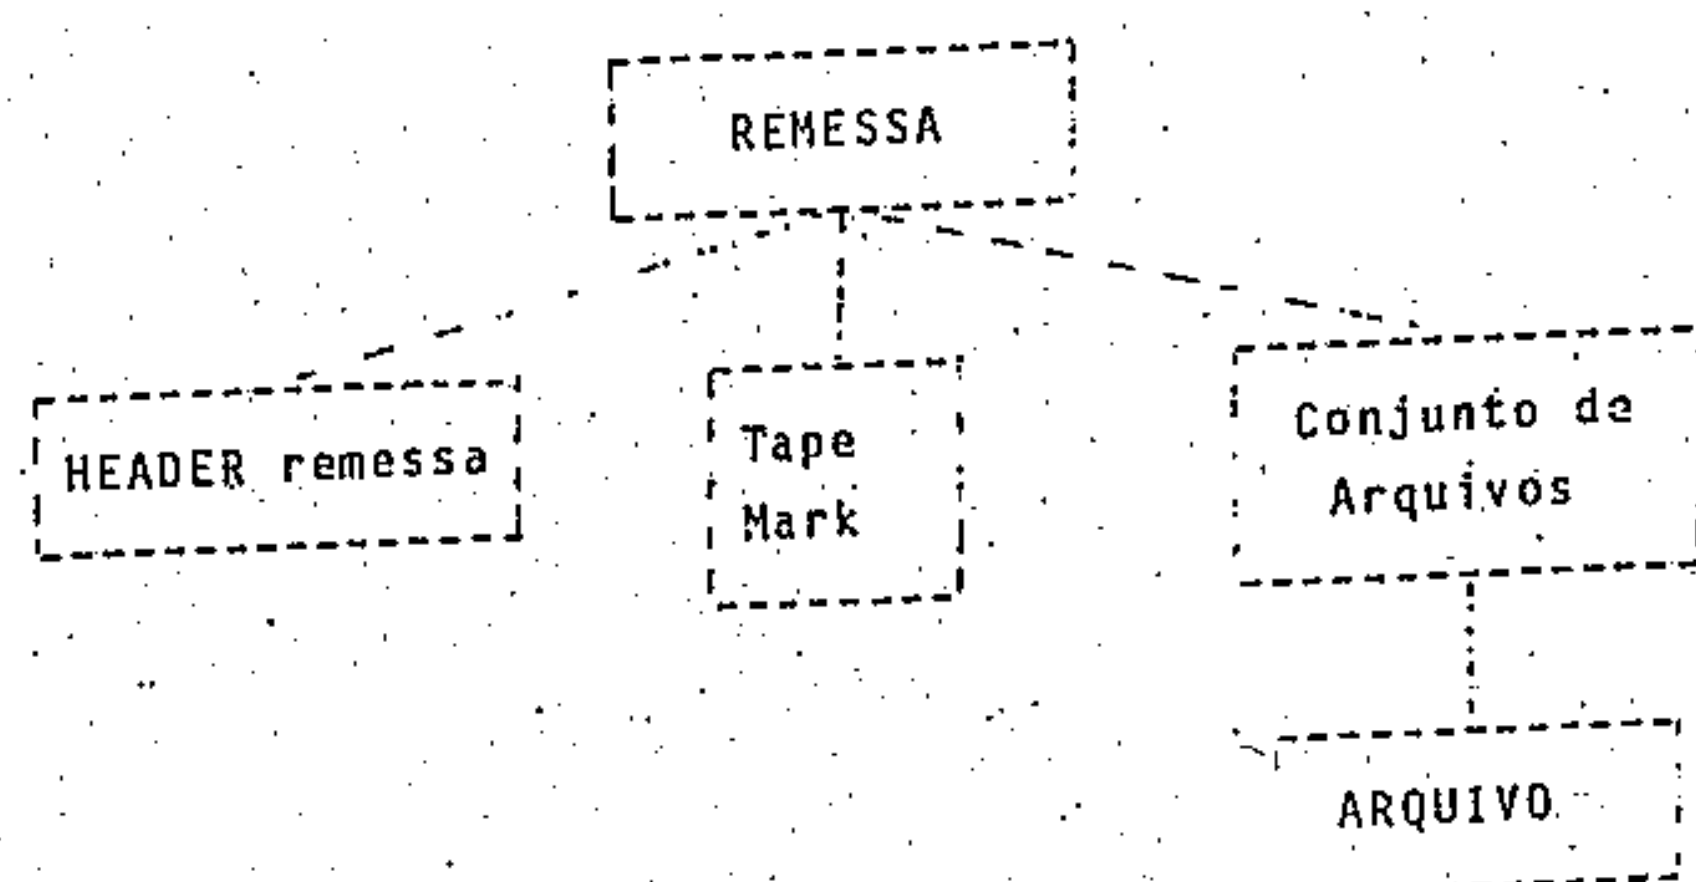 REMESSA
HEADER remessa
Tape
Mark
Conjunto de
Arquivos
ARQUIVO